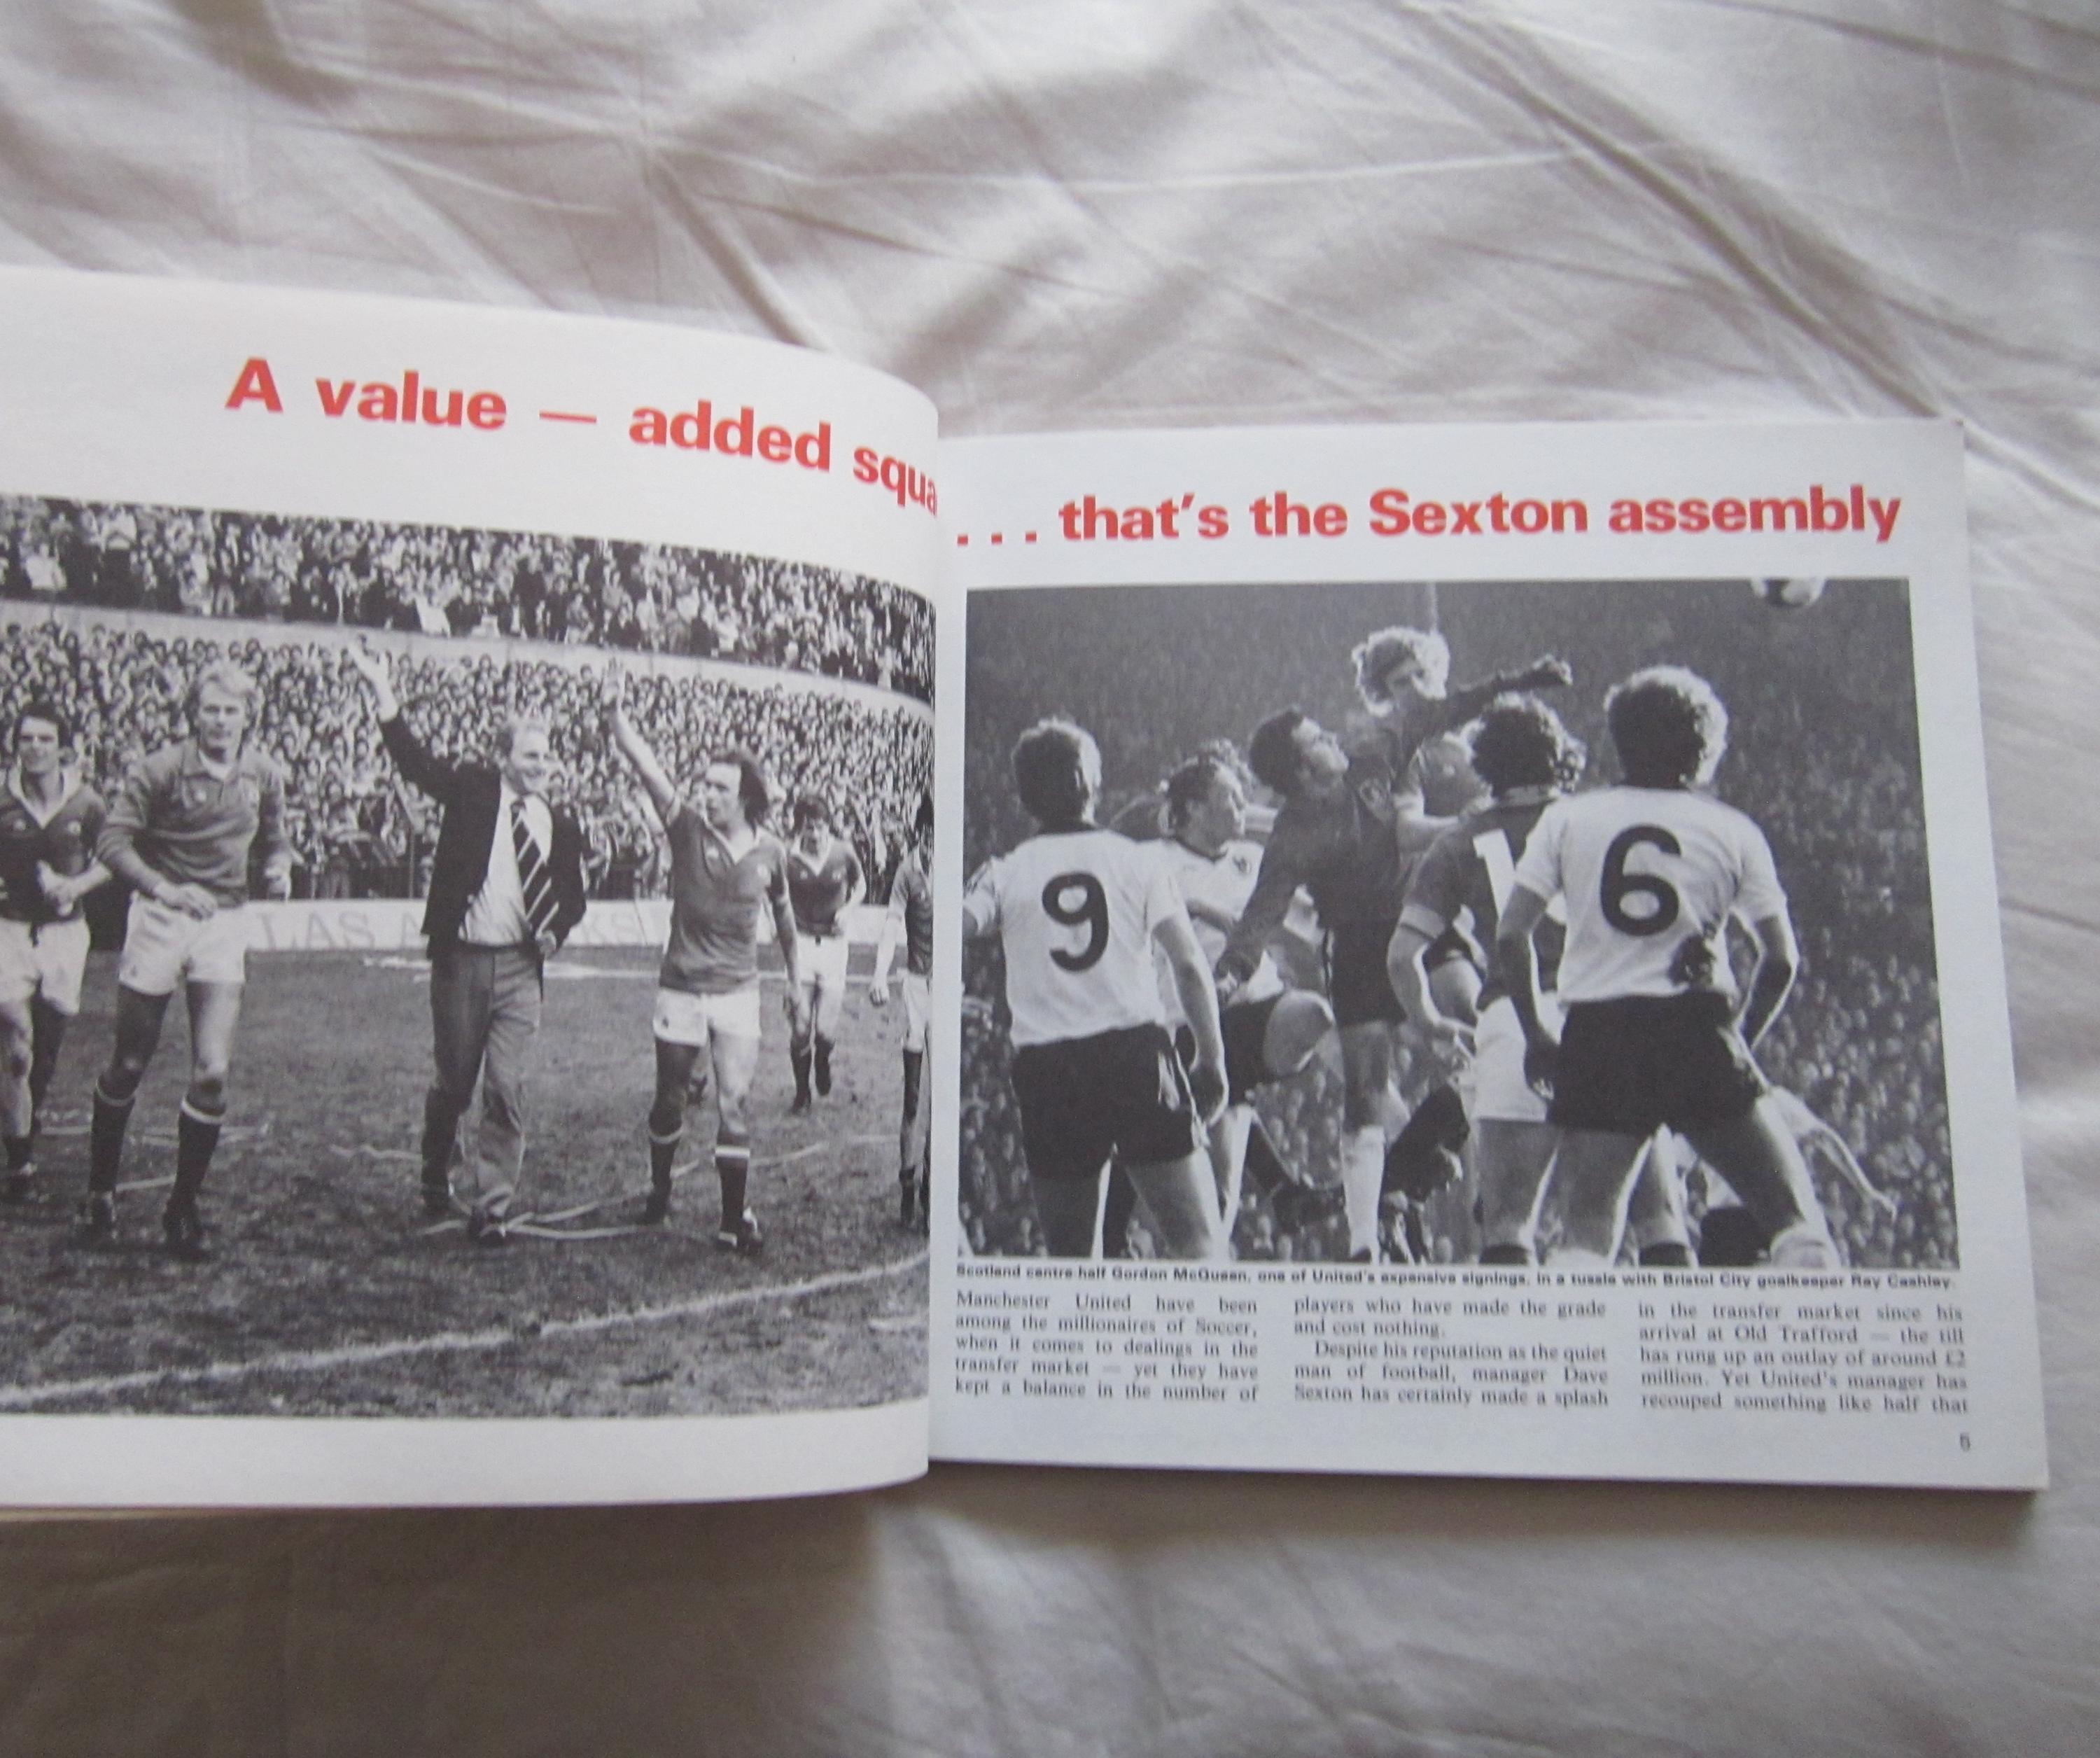 A value — added squa
. . . that's the Sexton assembly
LAS
9
1
6
Scotland centre-half Gordon McQueen, one of United's expensive signings, in a tussle with Bristol City goalkeeper Ray Cashley.
Manchester United have been
among the millionaires of Soccer,
when it comes to dealings in the
transfer market — yet they have
kept a balance in the number of
players who have made the grade
and cost nothing.
Despite his reputation as the quiet
man of football, manager Dave
Sexton has certainly made a splash
in the transfer market since his
arrival at Old Trafford — the till
has rung up an outlay of around £2
million. Yet United's manager has
recouped something like half that
5